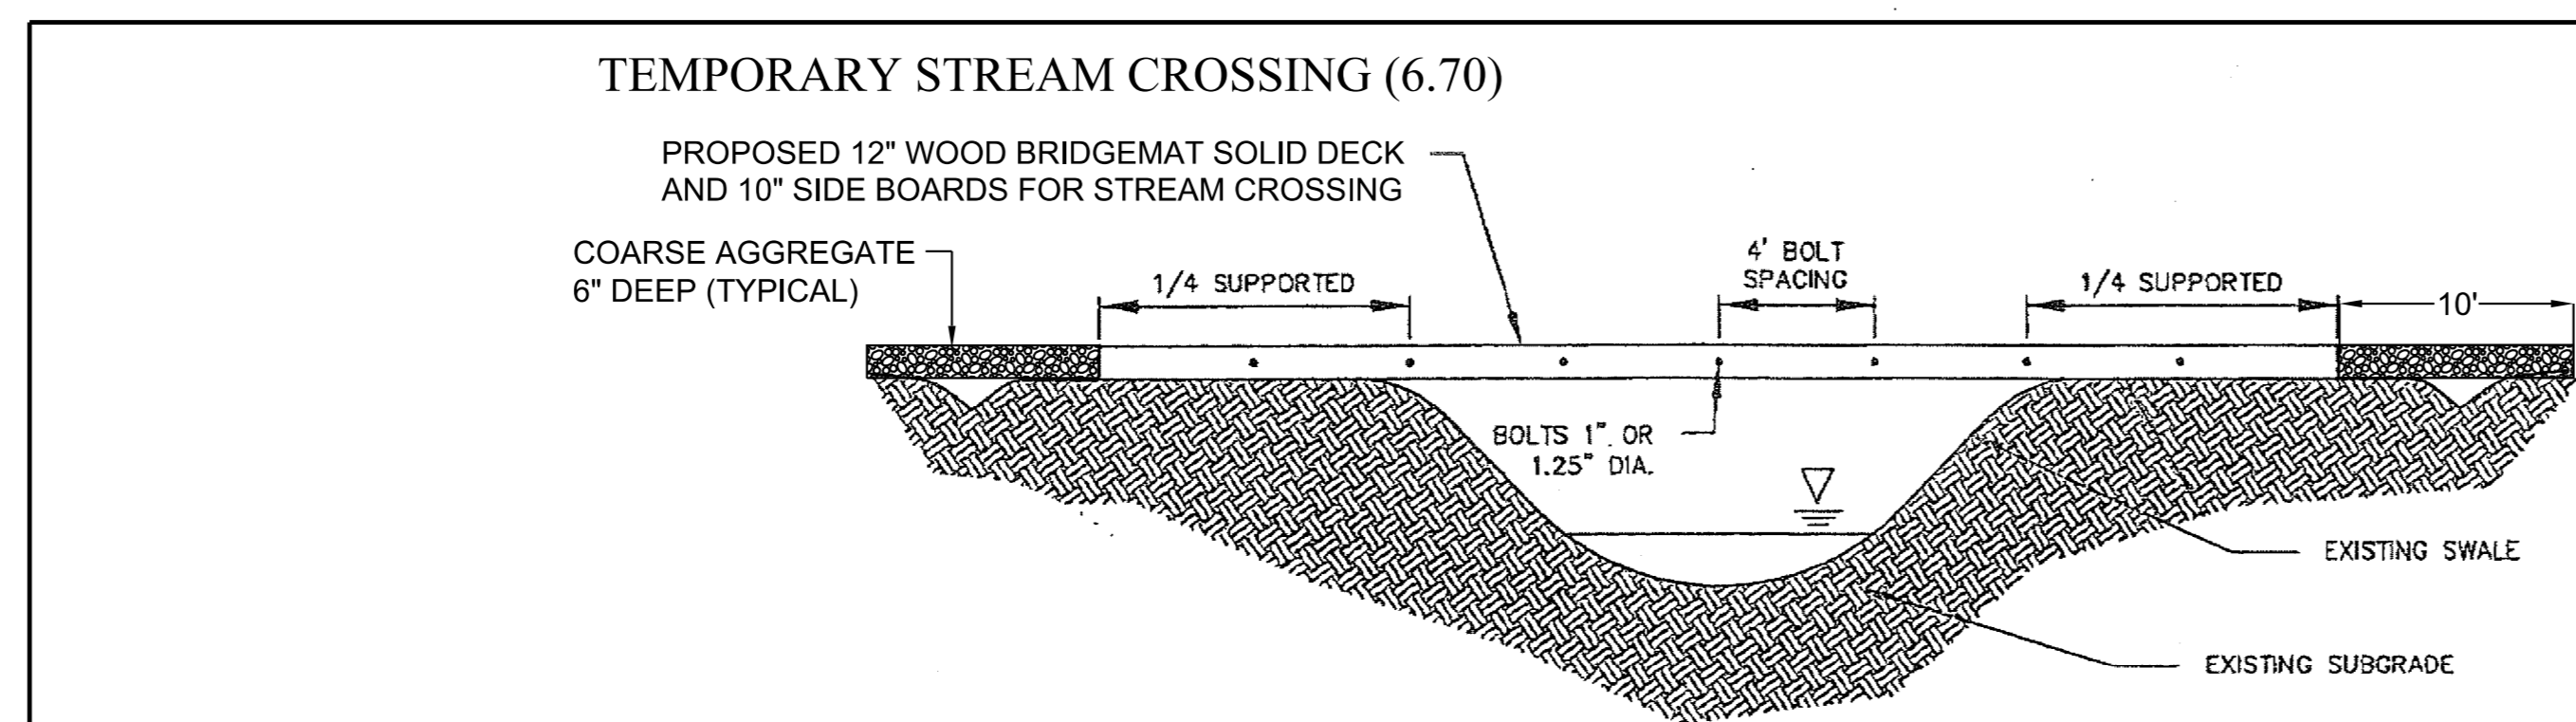 TEMPORARY STREAM CROSSING (6.70)
PROPOSED 12" WOOD BRIDGEMAT SOLID DECK
AND 10" SIDE BOARDS FOR STREAM CROSSING
COARSE AGGREGATE
6" DEEP (TYPICAL)
1/4 SUPPORTED
4' BOLT
SPACING
1/4 SUPPORTED
10'
BOLTS 1". OR
1.25" DIA.
EXISTING SWALE
EXISTING SUBGRADE